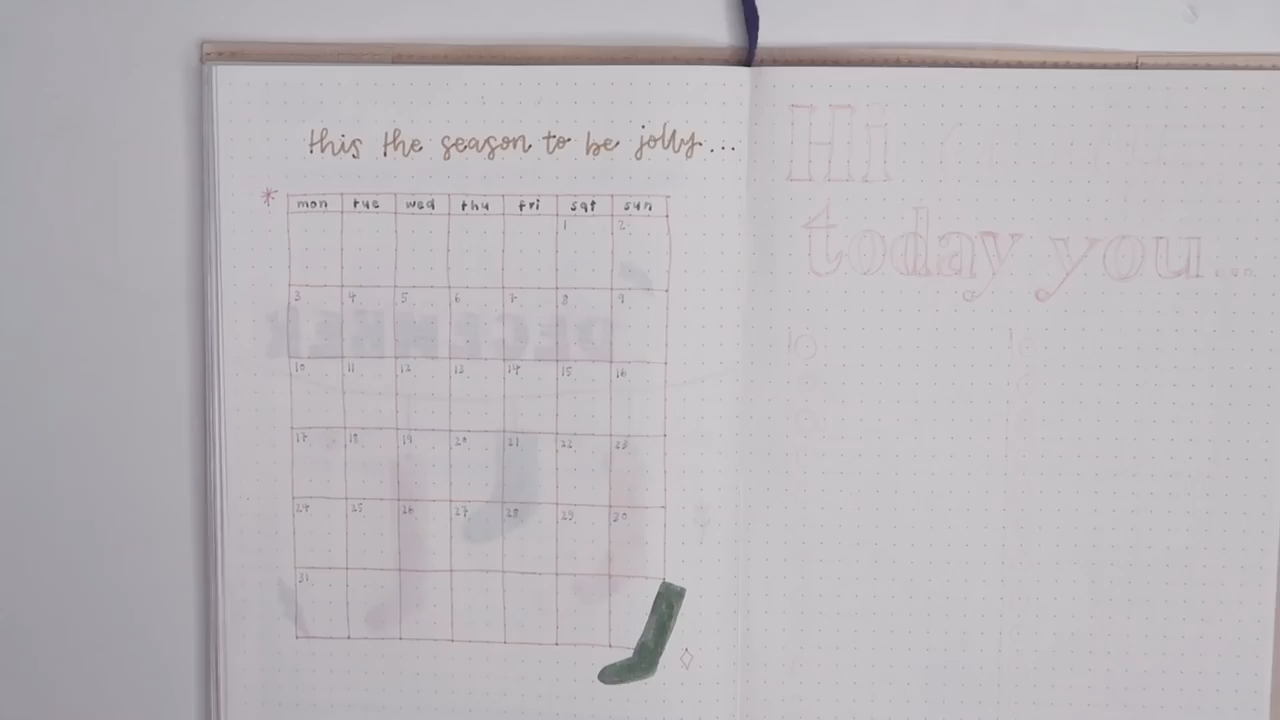 this the season to be jolly...
mon tue wed thu fri sat sun
1 2
3 4 5 6 7 8 9
10 11 12 13 14 15 16
17 18 19 20 21 22 23
24 25 26 27 28 29 30
31
Hi
today you...